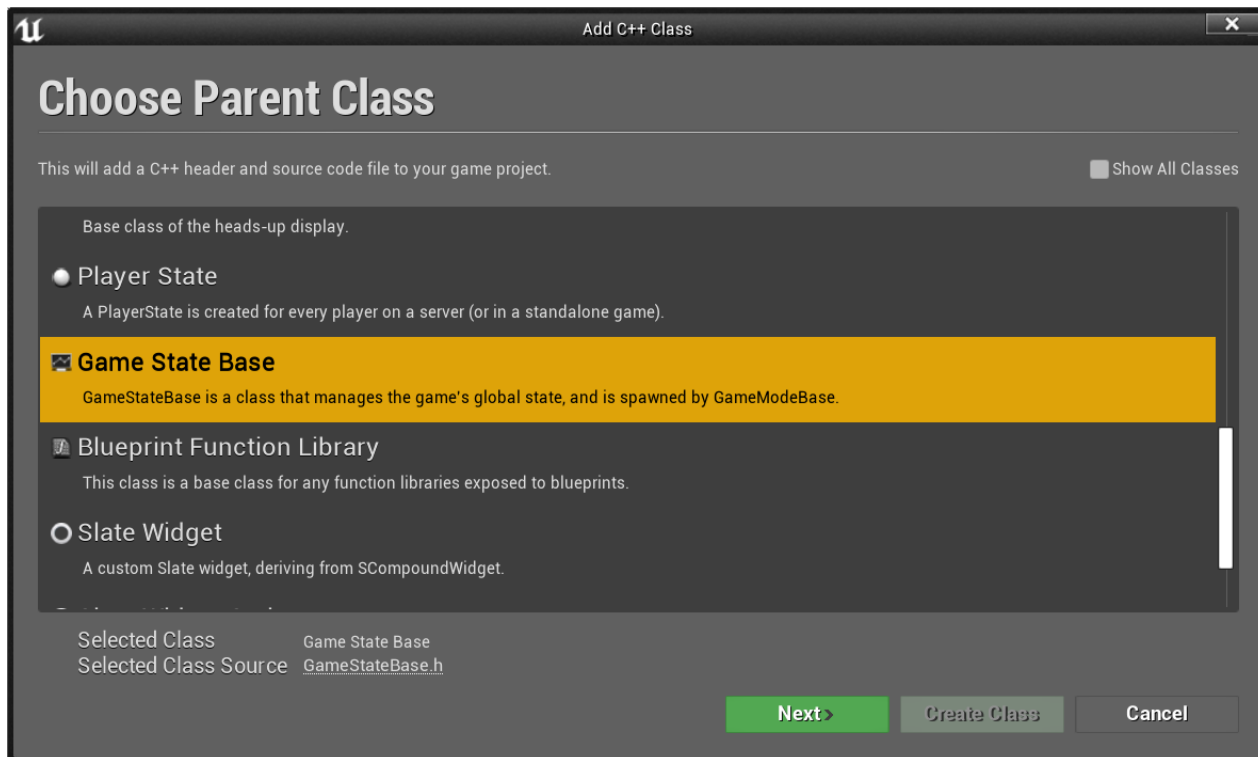 Add C++ Class
Choose Parent Class
This will add a C++ header and source code file to your game project.
Show All Classes
Base class of the heads-up display.
Player State
A PlayerState is created for every player on a server (or in a standalone game).
Game State Base
GameStateBase is a class that manages the game's global state, and is spawned by GameModeBase.
Blueprint Function Library
This class is a base class for any function libraries exposed to blueprints.
Slate Widget
A custom Slate widget, deriving from SCompoundWidget.
Selected Class Game State Base
Selected Class Source GameStateBase.h
Next>
Create Class
Cancel